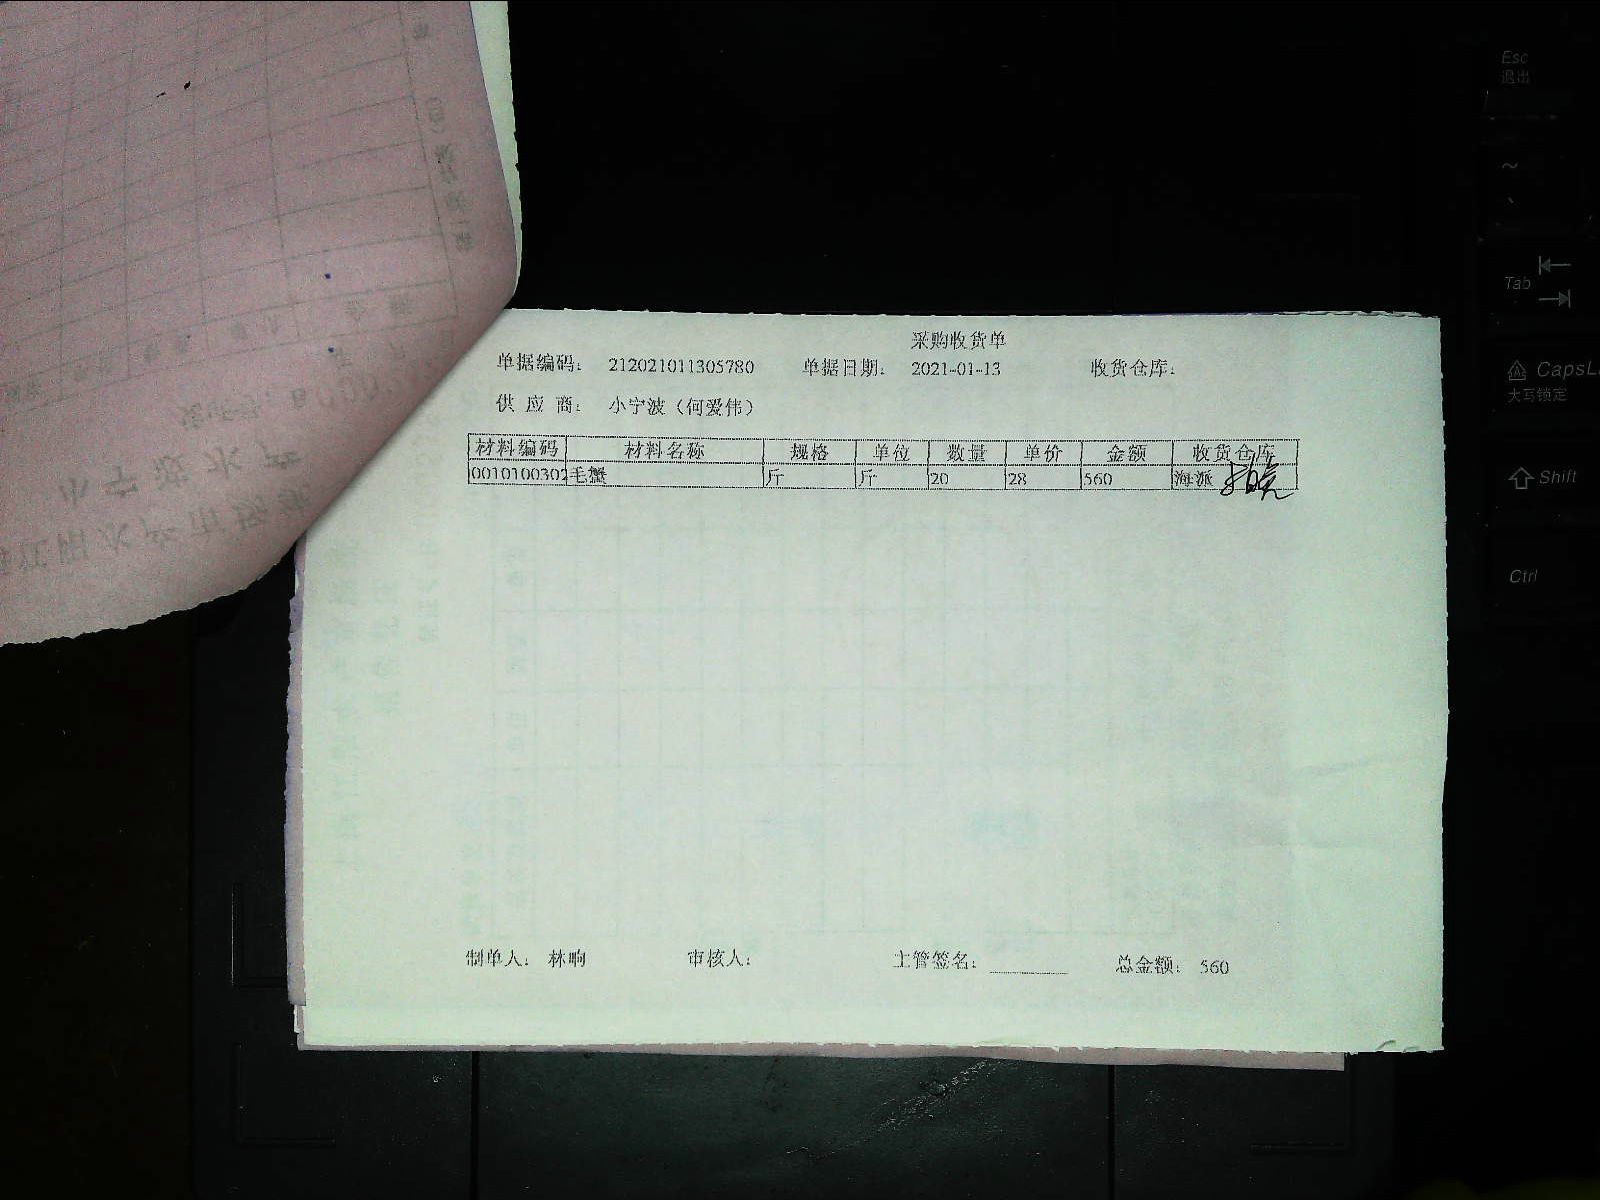 采购收货单
单据编码： 212021011305780 单据日期： 2021-01-13 收货仓库：
供 应 商： 小宁波（何爱伟）
材料编码 材料名称 规格 单位 数量 单价 金额 收货仓库
0010100302 毛蟹 斤 斤 20 28 560 海派
制单人： 林晌 审核人： 主管签名： 总金额： 560
Esc
退出
~
Tab
CapsL
大写锁定
Shift
Ctrl